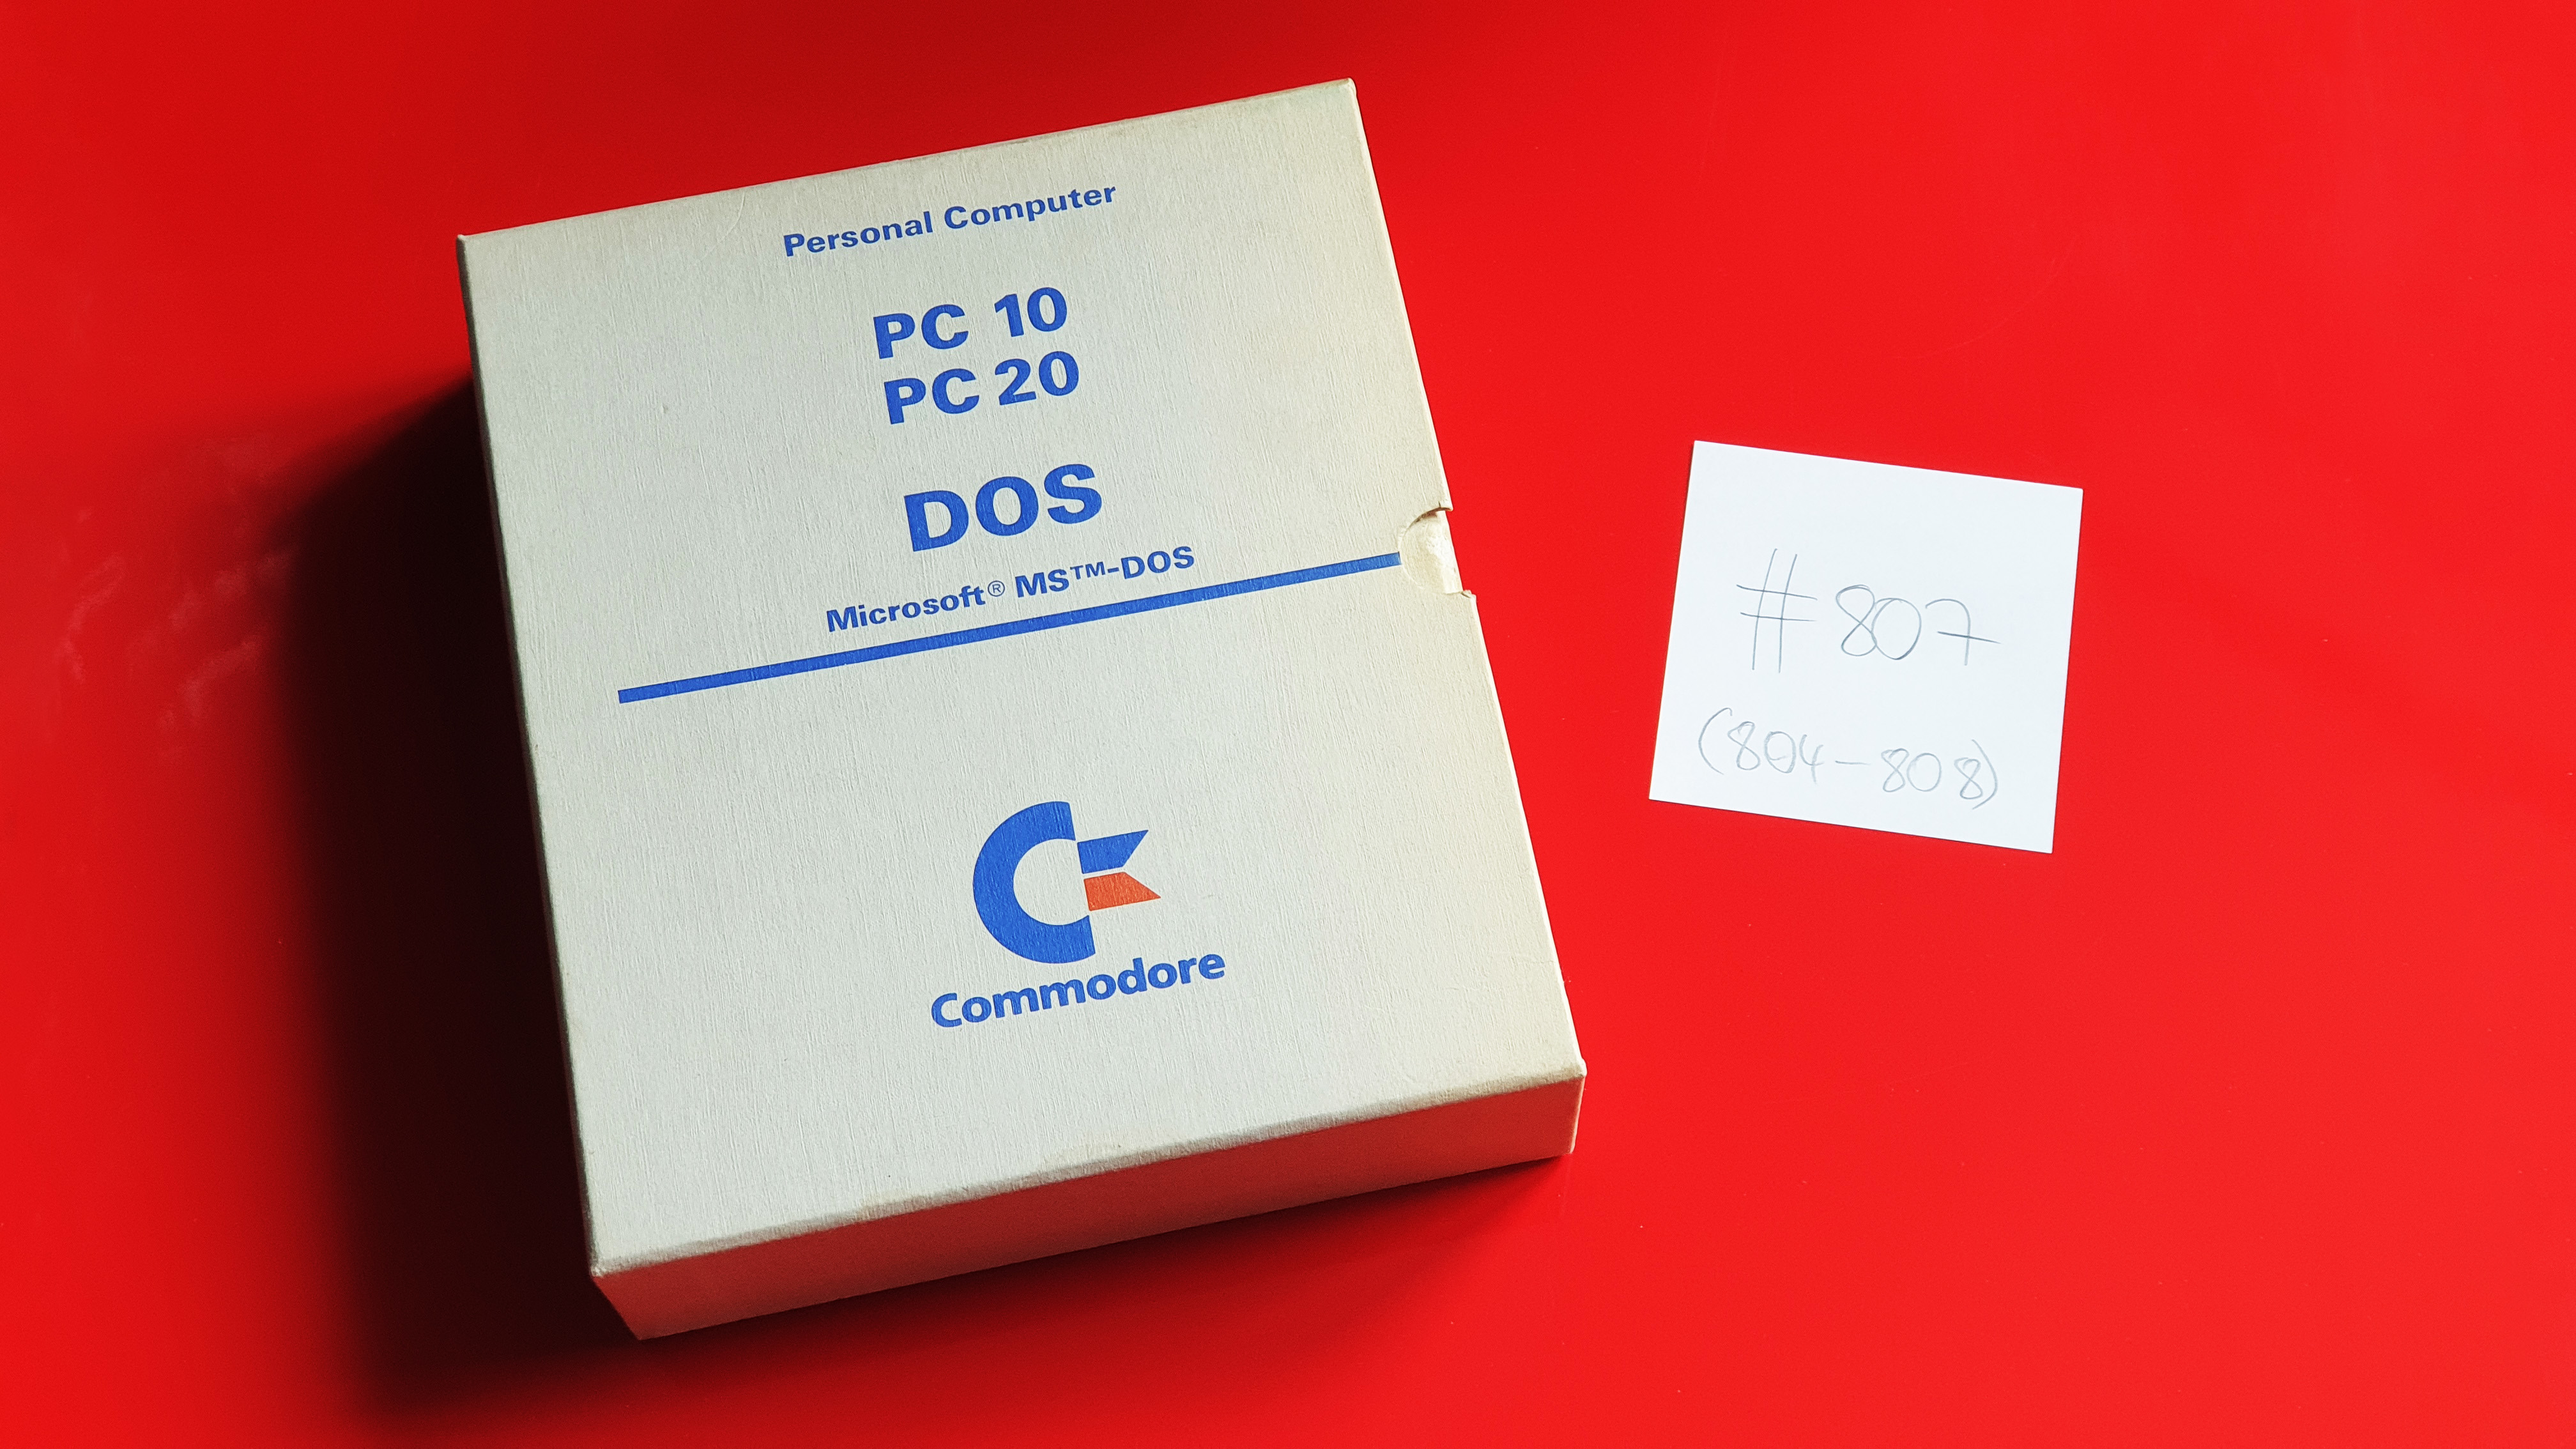 Personal Computer
PC 10
PC 20
DOS
Microsoft® MS™-DOS
Commodore
#807
(804-808)